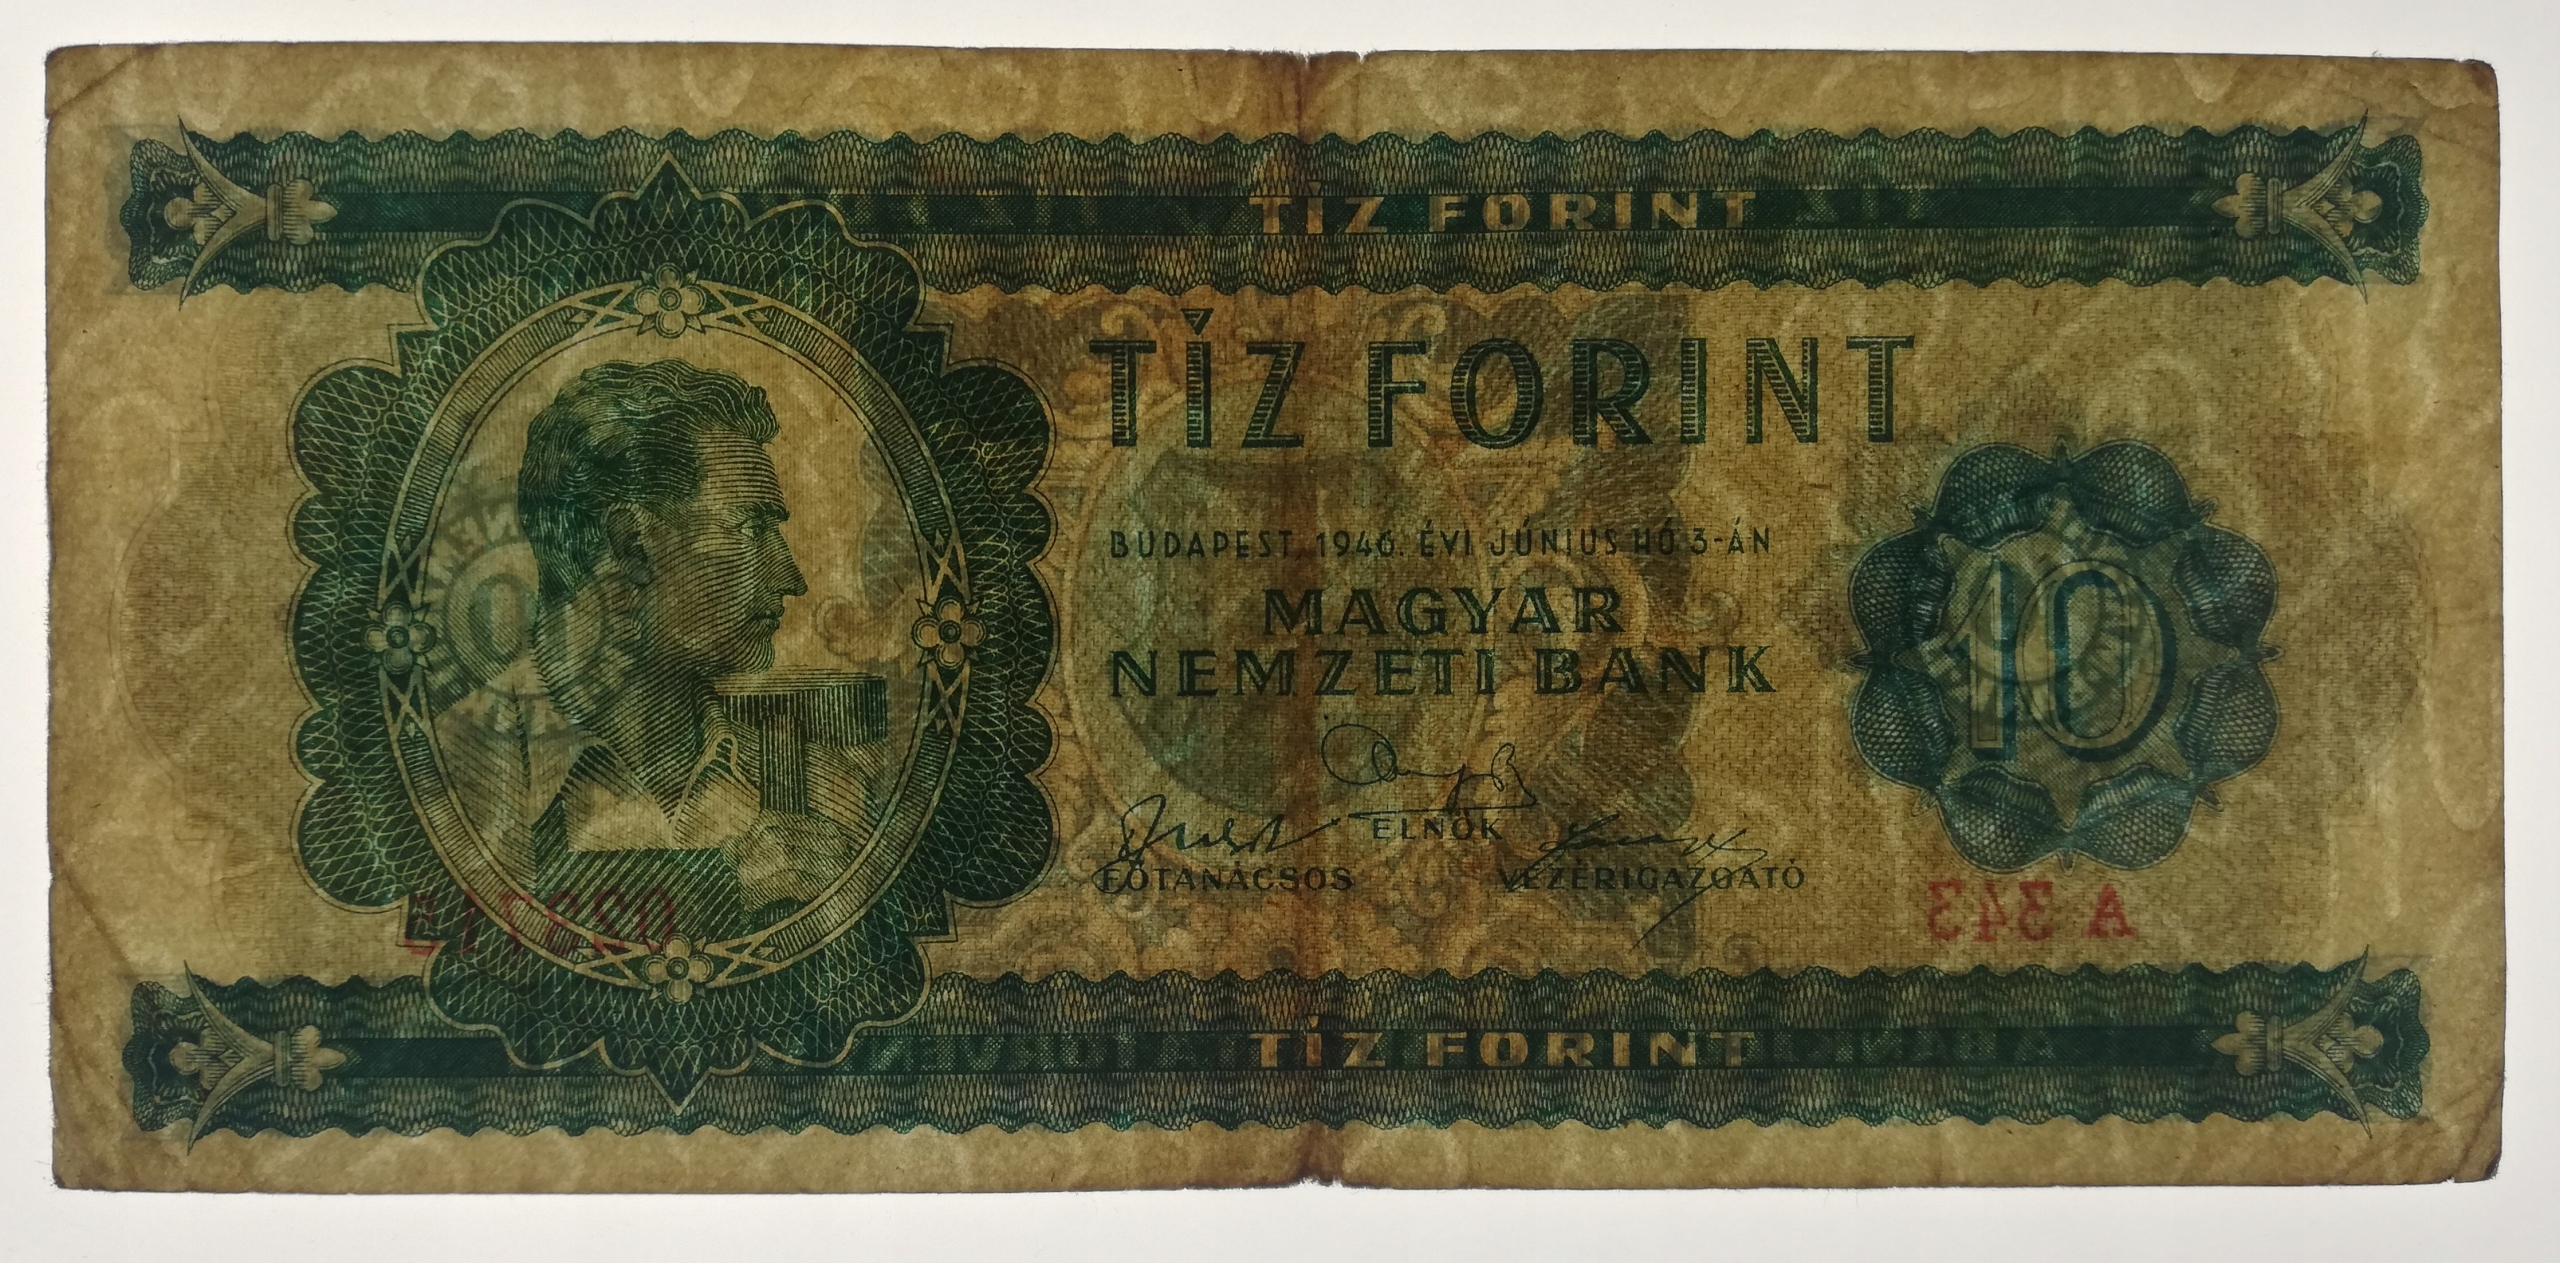 TÍZ FORINT
TÍZ FORINT
BUDAPEST, 1946. ÉVI JÚNIUS HÓ 3-ÁN
MAGYAR
NEMZETI BANK
10
ELNÖK
FŐTANÁCSOS VEZÉRIGAZGATÓ
A 343
TÍZ FORINT